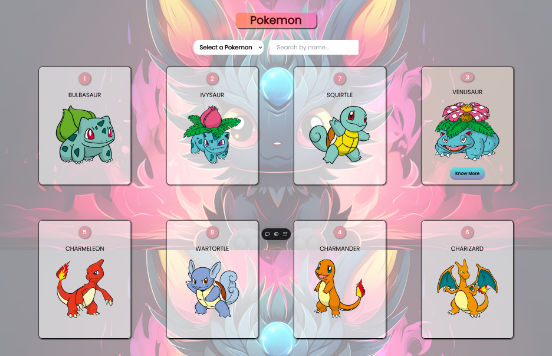 Pokemon
Select a Pokemon
Search by name...
1
2
7
3
BULBASAUR
IVYSAUR
SQUIRTLE
VENUSAUR
Know More
5
8
4
6
CHARMELEON
WARTORTLE
CHARMANDER
CHARIZARD